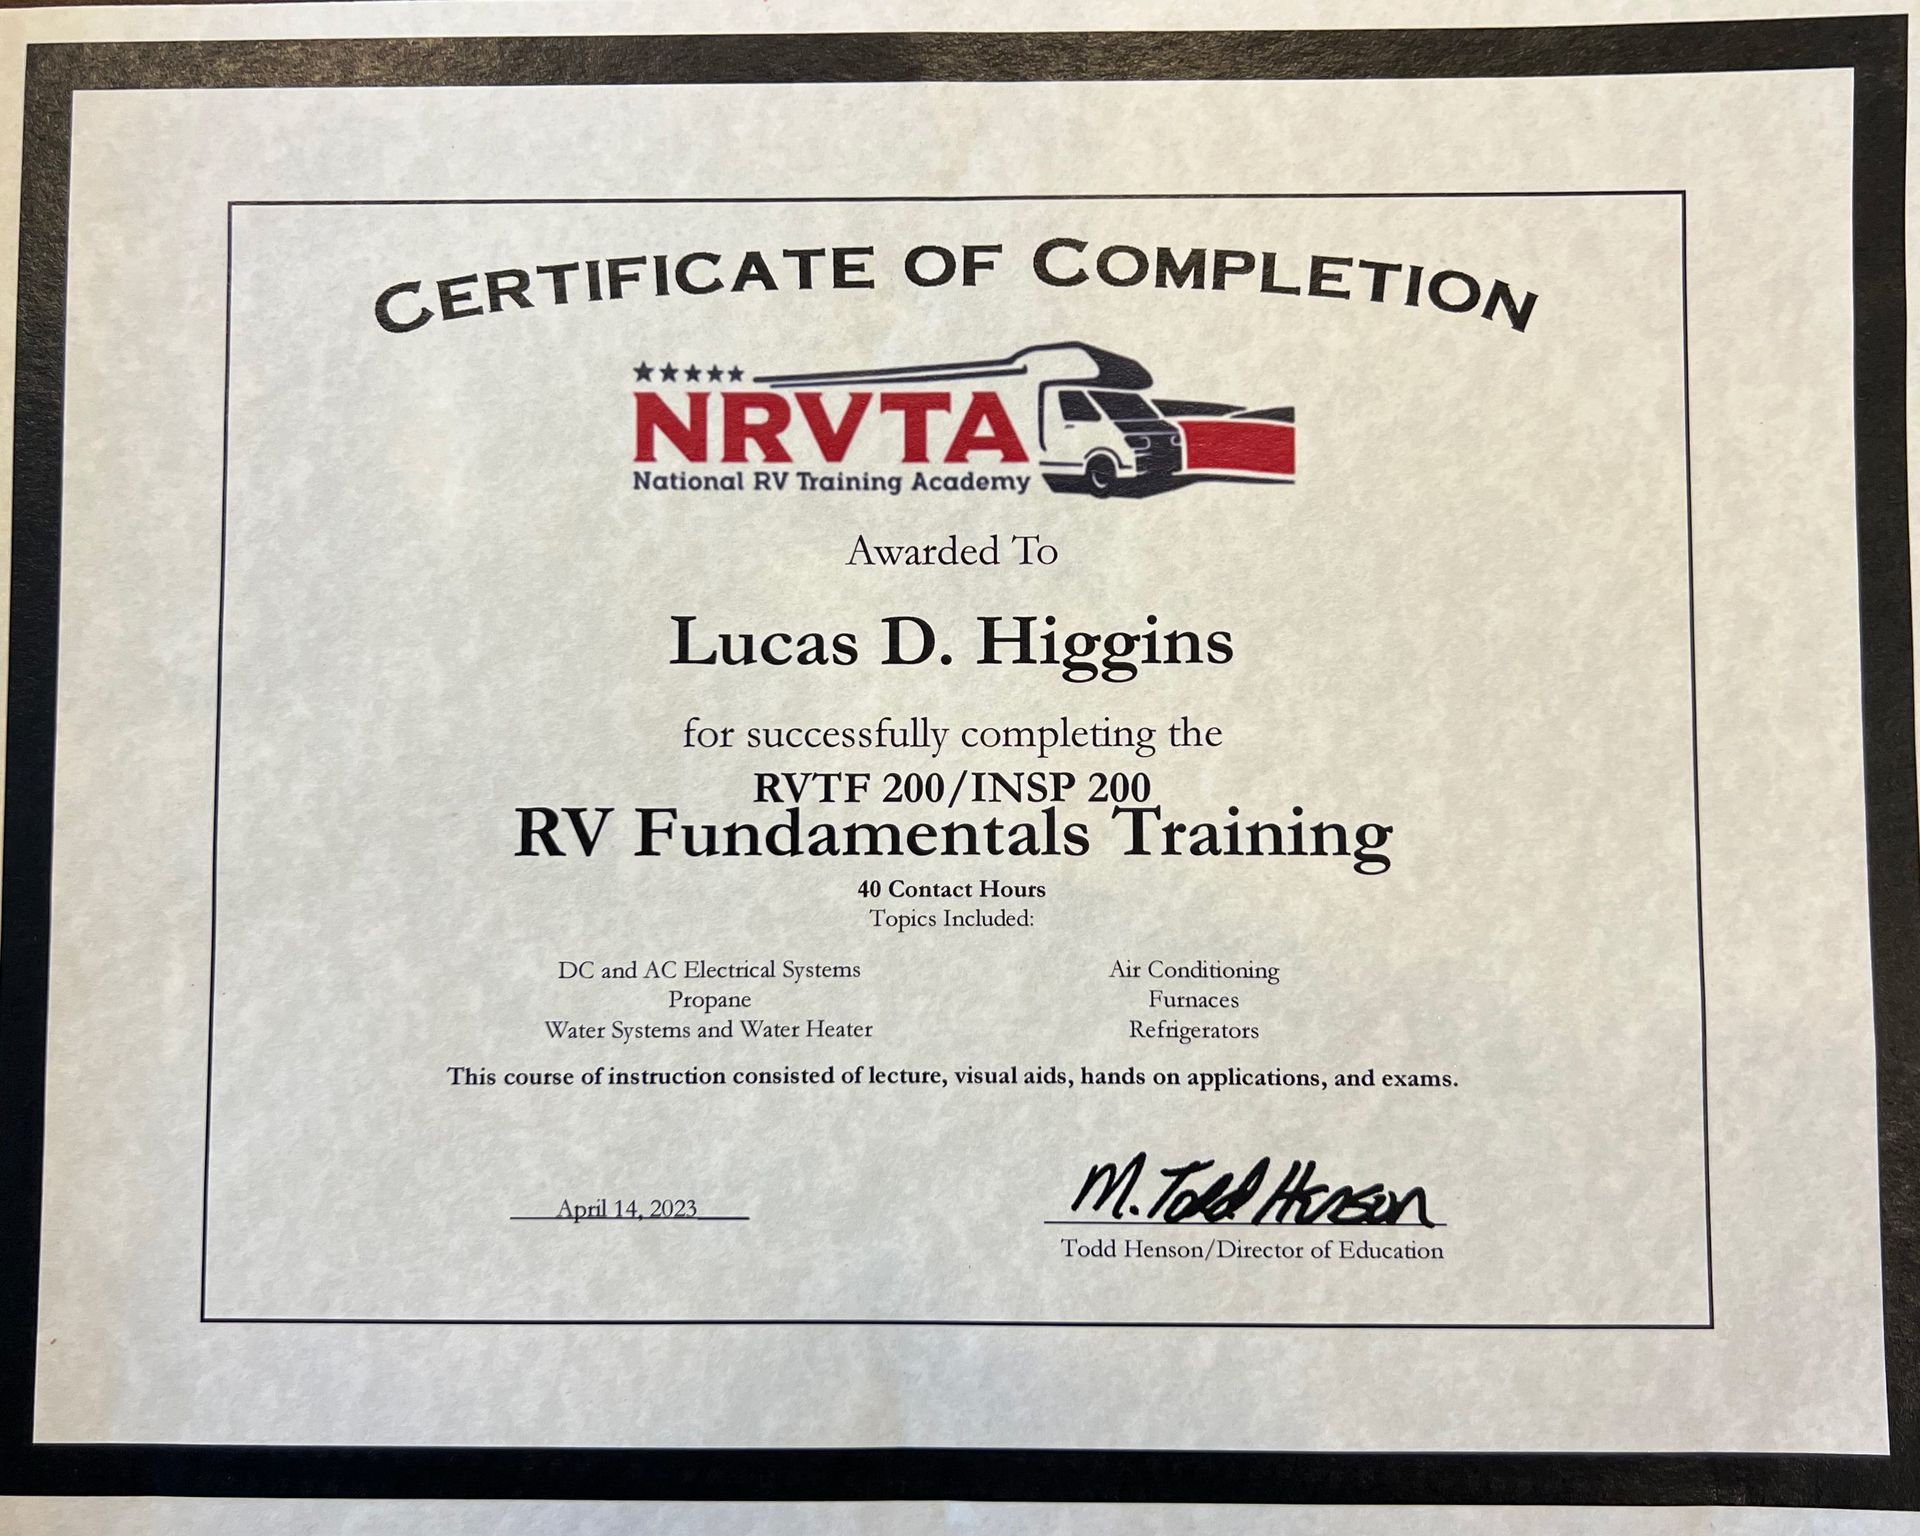 CERTIFICATE OF COMPLETION
NRVTA
National RV Training Academy
Awarded To
Lucas D. Higgins
for successfully completing the
RVTF 200/INSP 200
RV Fundamentals Training
40 Contact Hours
Topics Included:
DC and AC Electrical Systems
Propane
Water Systems and Water Heater
Air Conditioning
Furnaces
Refrigerators
This course of instruction consisted of lecture, visual aids, hands on applications, and exams.
April 14, 2023
M. Todd Henson
Todd Henson/Director of Education